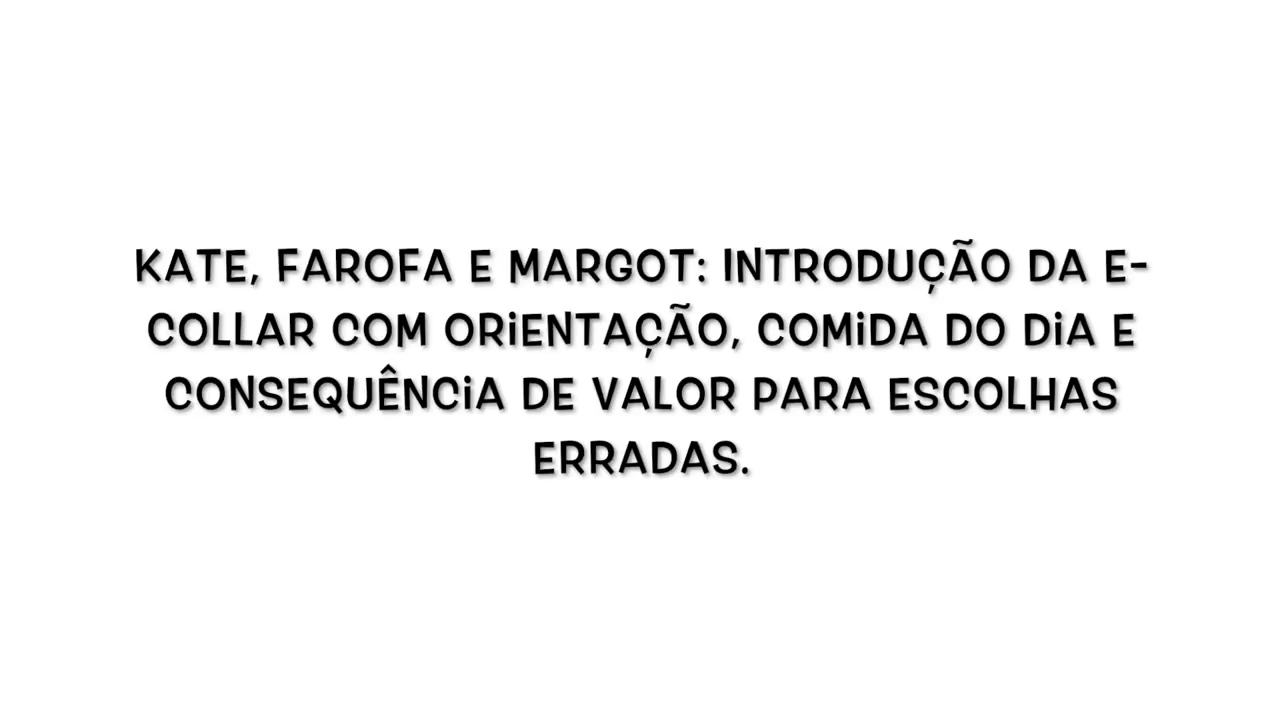 KATE, FAROFA E MARGOT: INTRODUÇÃO DA E-
COLLAR COM ORIENTAÇÃO, COMIDA DO DIA E
CONSEQUÊNCIA DE VALOR PARA ESCOLHAS
ERRADAS.